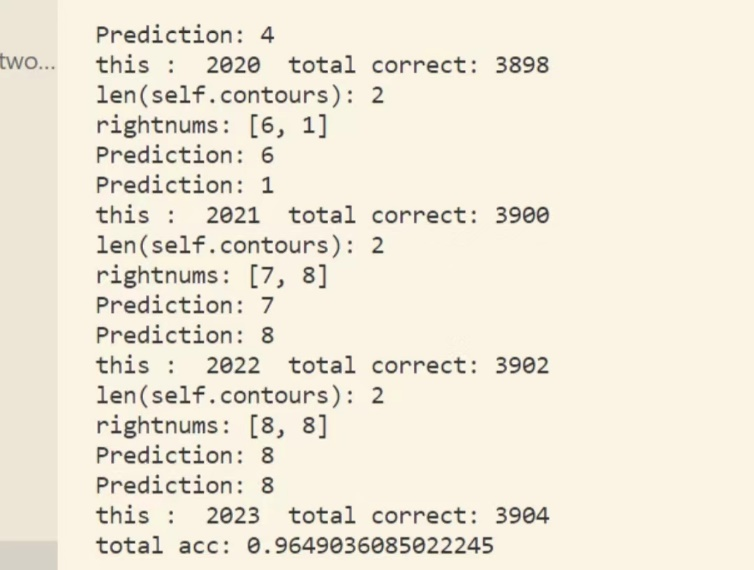 two...
Prediction: 4
this :  2020  total correct: 3898
len(self.contours): 2
rightnums: [6, 1]
Prediction: 6
Prediction: 1
this :  2021  total correct: 3900
len(self.contours): 2
rightnums: [7, 8]
Prediction: 7
Prediction: 8
this :  2022  total correct: 3902
len(self.contours): 2
rightnums: [8, 8]
Prediction: 8
Prediction: 8
this :  2023  total correct: 3904
total acc: 0.9649036085022245